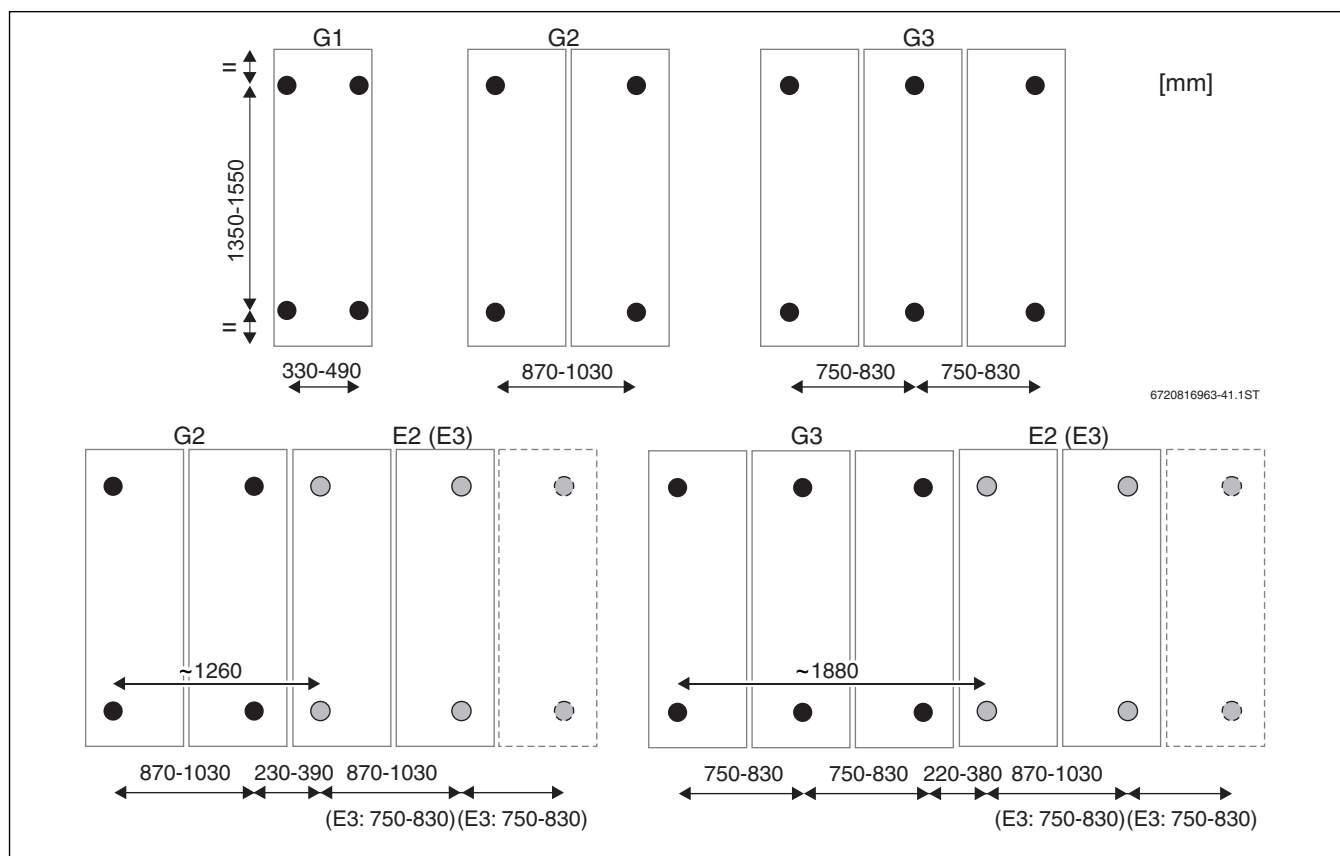 G1
G2
G3
[mm]
=
1350-1550
=
330-490
870-1030
750-830
750-830
6720816963-41.1ST
G2
E2 (E3)
~1260
870-1030
230-390
870-1030
(E3: 750-830)(E3: 750-830)
G3
E2 (E3)
~1880
750-830
750-830
220-380
870-1030
(E3: 750-830)(E3: 750-830)